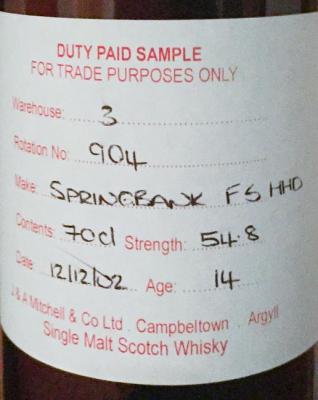 DUTY PAID SAMPLE
FOR TRADE PURPOSES ONLY
Warehouse: 3
Rotation No: 904
Make: SPRINGBANK FS HHD
Contents: 70cl Strength: 54.8
Date: 12/12/02 Age: 14
J & A Mitchell & Co Ltd . Campbeltown . Argyll
Single Malt Scotch Whisky